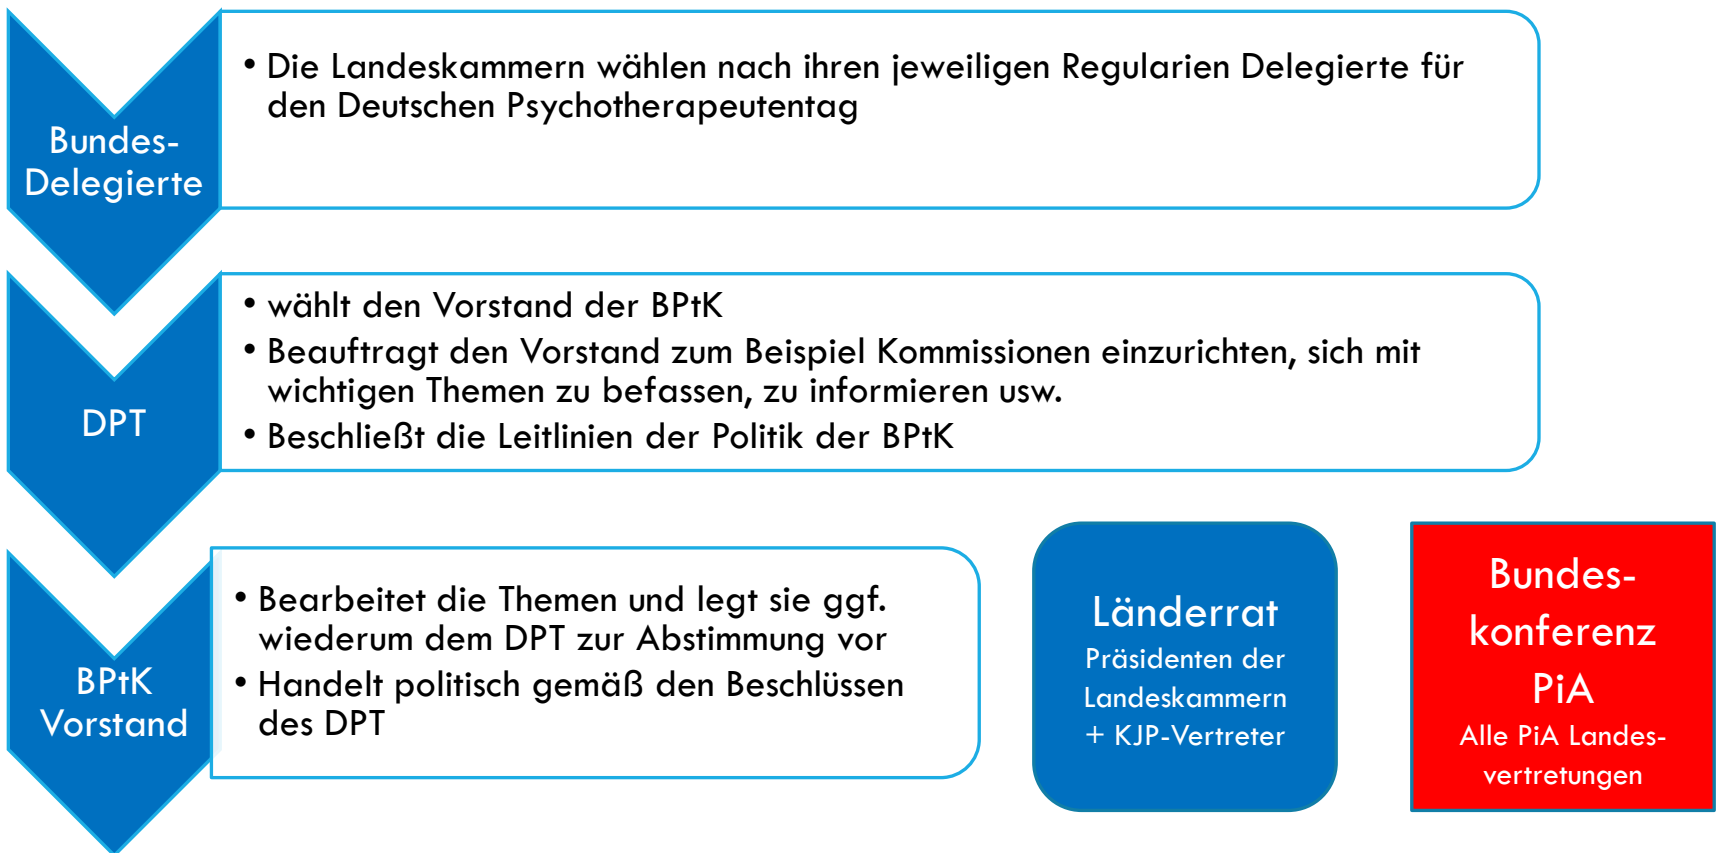 Bundes-
Delegierte
• Die Landeskammern wählen nach ihren jeweiligen Regularien Delegierte für
den Deutschen Psychotherapeutentag
DPT
• wählt den Vorstand der BPtK
• Beauftragt den Vorstand zum Beispiel Kommissionen einzurichten, sich mit
wichtigen Themen zu befassen, zu informieren usw.
• Beschließt die Leitlinien der Politik der BPtK
BPtK
Vorstand
• Bearbeitet die Themen und legt sie ggf.
wiederum dem DPT zur Abstimmung vor
• Handelt politisch gemäß den Beschlüssen
des DPT
Länderrat
Präsidenten der
Landeskammern
+ KJP-Vertreter
Bundes-
konferenz
PiA
Alle PiA Landes-
vertretungen